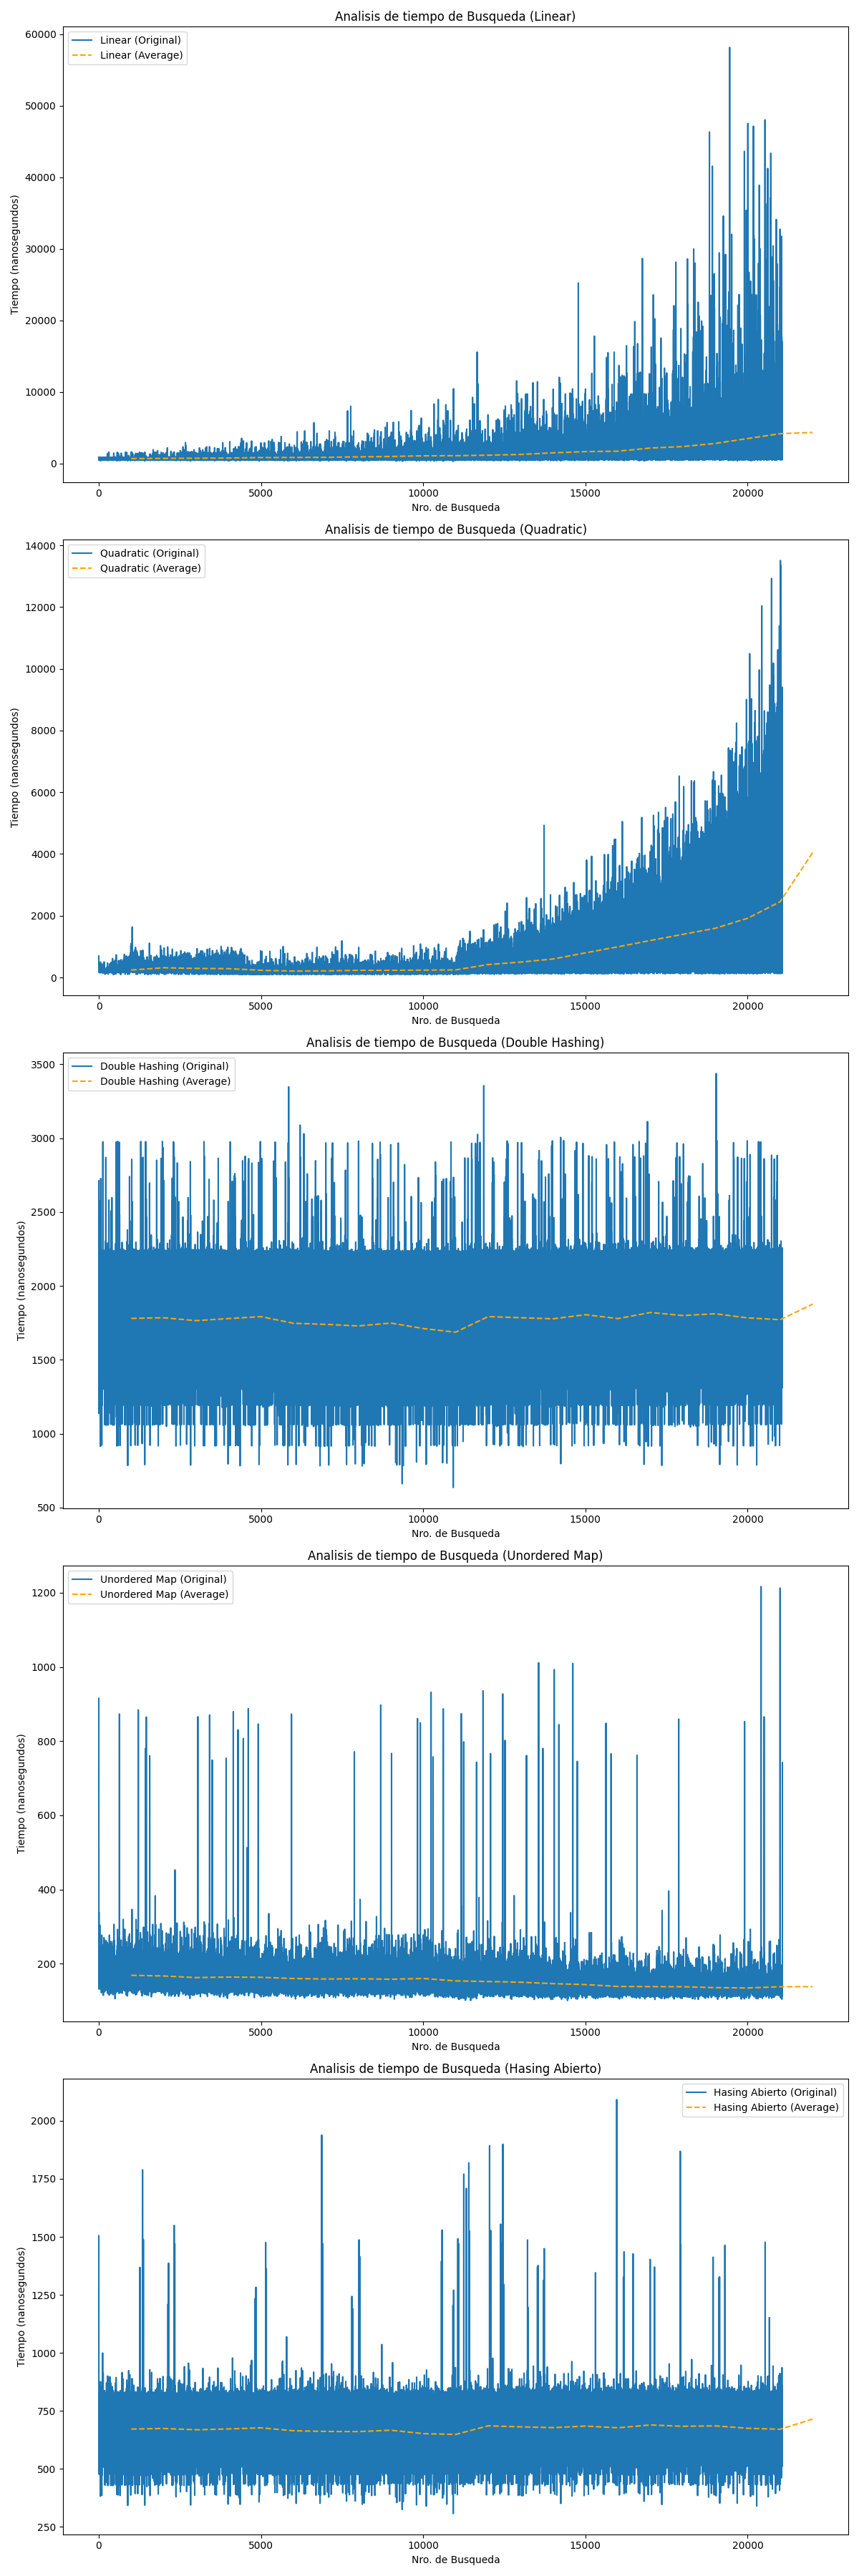 Analisis de tiempo de Busqueda (Linear)
Linear (Original)
Linear (Average)
Tiempo (nanosegundos)
60000
50000
40000
30000
20000
10000
0
0 5000 10000 15000 20000
Nro. de Busqueda
Analisis de tiempo de Busqueda (Quadratic)
Quadratic (Original)
Quadratic (Average)
Tiempo (nanosegundos)
14000
12000
10000
8000
6000
4000
2000
0
0 5000 10000 15000 20000
Nro. de Busqueda
Analisis de tiempo de Busqueda (Double Hashing)
Double Hashing (Original)
Double Hashing (Average)
Tiempo (nanosegundos)
3500
3000
2500
2000
1500
1000
500
0 5000 10000 15000 20000
Nro. de Busqueda
Analisis de tiempo de Busqueda (Unordered Map)
Unordered Map (Original)
Unordered Map (Average)
Tiempo (nanosegundos)
1200
1000
800
600
400
200
0 5000 10000 15000 20000
Nro. de Busqueda
Analisis de tiempo de Busqueda (Hasing Abierto)
Hasing Abierto (Original)
Hasing Abierto (Average)
Tiempo (nanosegundos)
2000
1750
1500
1250
1000
750
500
250
0 5000 10000 15000 20000
Nro. de Busqueda